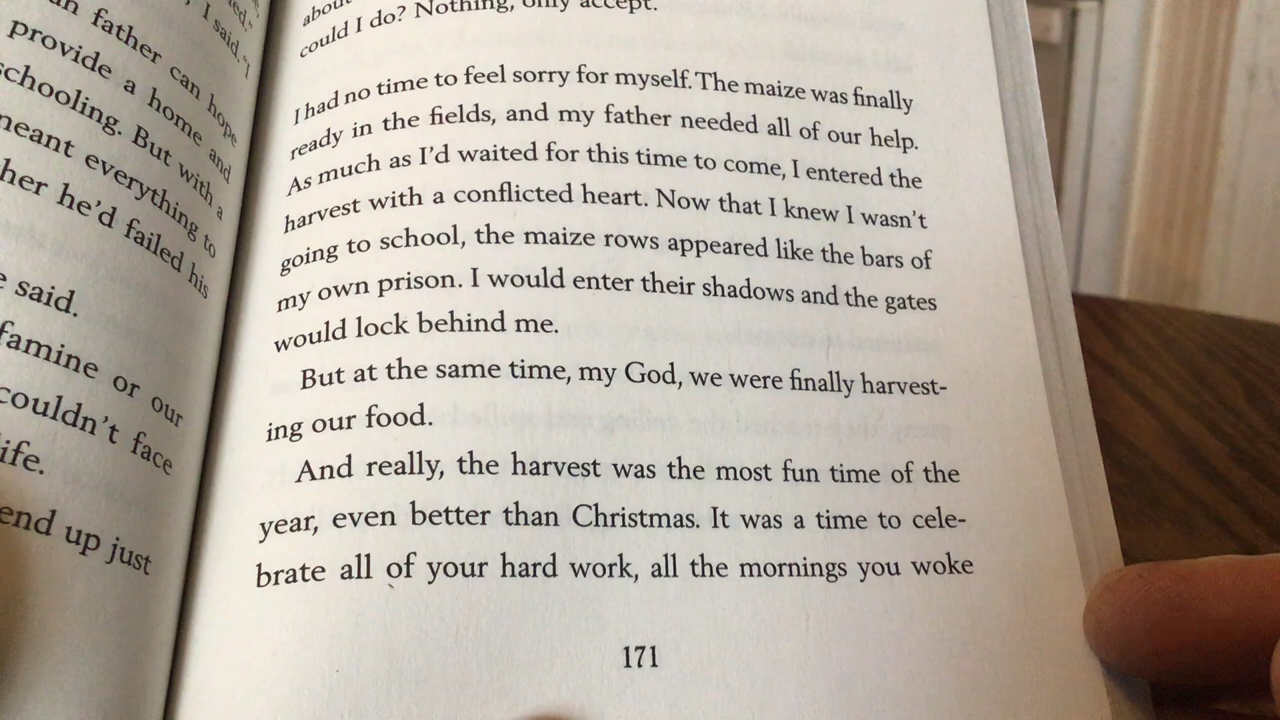 ed."
, I said. "I
an father can hope
provide a home and
schooling. But with a
meant everything to
her he'd failed his
e said.
famine or our
couldn't face
life.
end up just
about
could I do? Nothing, only accept.
I had no time to feel sorry for myself. The maize was finally
ready in the fields, and my father needed all of our help.
As much as I'd waited for this time to come, I entered the
harvest with a conflicted heart. Now that I knew I wasn't
going to school, the maize rows appeared like the bars of
my own prison. I would enter their shadows and the gates
would lock behind me.
But at the same time, my God, we were finally harvest-
ing our food.
And really, the harvest was the most fun time of the
year, even better than Christmas. It was a time to cele-
brate all of your hard work, all the mornings you woke
171